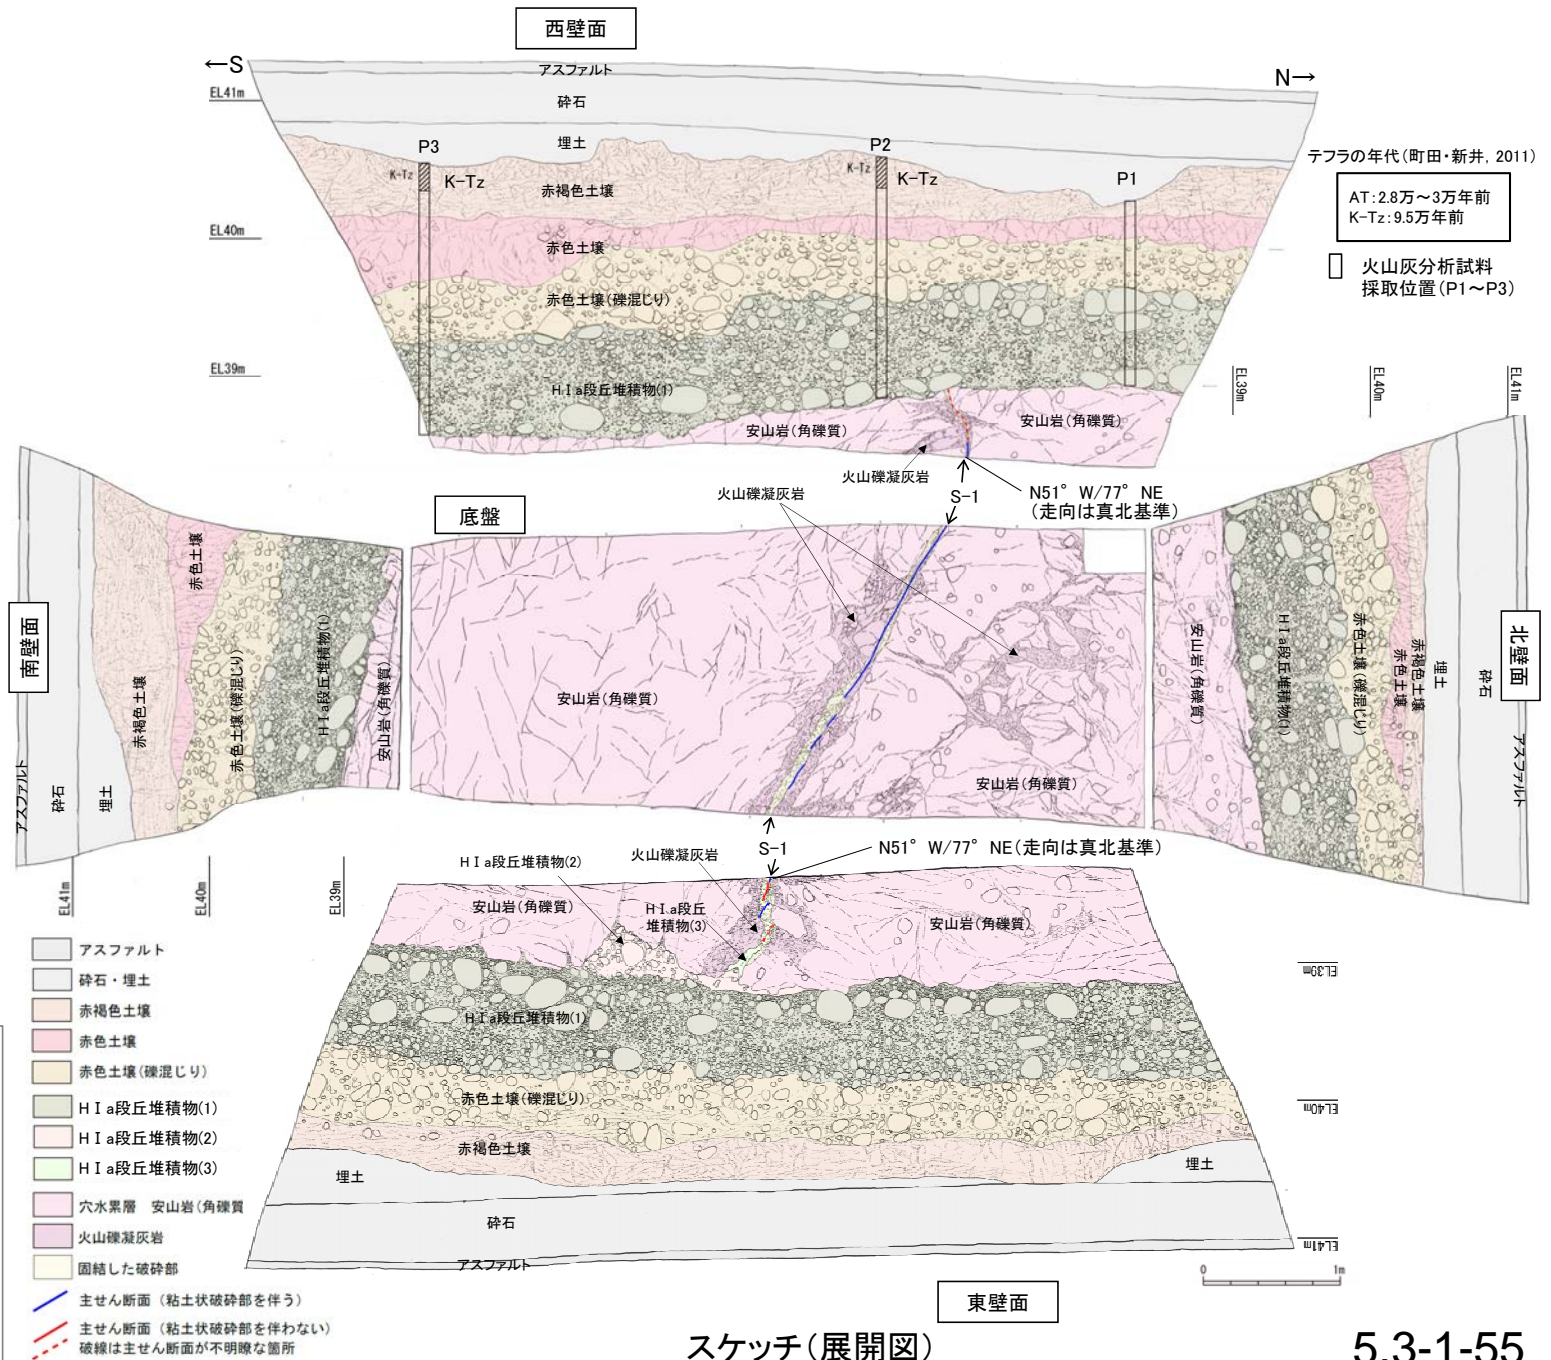 西壁面
←S
N→
アスファルト
EL41m
砕石
埋土
P3
P2
P1
K-Tz
K-Tz
K-Tz
K-Tz
赤褐色土壌
EL40m
赤色土壌
赤色土壌(礫混じり)
EL39m
HⅠa段丘堆積物(1)
安山岩(角礫質)
安山岩(角礫質)
火山礫凝灰岩
テフラの年代(町田・新井, 2011)
AT:2.8万～3万年前
K-Tz:9.5万年前
火山灰分析試料
採取位置(P1～P3)
EL39m
EL40m
EL41m
底盤
火山礫凝灰岩
S-1
N51° W/77° NE
(走向は真北基準)
安山岩(角礫質)
安山岩(角礫質)
南壁面
アスファルト
砕石
埋土
赤褐色土壌
赤色土壌
赤色土壌(礫混じり)
HⅠa段丘堆積物(1)
安山岩(角礫質)
EL41m
EL40m
EL39m
北壁面
安山岩(角礫質)
HⅠa段丘堆積物(1)
赤色土壌(礫混じり)
赤色土壌
赤褐色土壌
埋土
砕石
アスファルト
S-1
N51° W/77° NE(走向は真北基準)
HⅠa段丘堆積物(2)
火山礫凝灰岩
安山岩(角礫質)
HⅠa段丘
堆積物(3)
安山岩(角礫質)
EL39m
HⅠa段丘堆積物(1)
赤色土壌(礫混じり)
EL40m
赤褐色土壌
埋土
埋土
砕石
EL41m
アスファルト
東壁面
0
1m
アスファルト
砕石・埋土
赤褐色土壌
赤色土壌
赤色土壌(礫混じり)
HⅠa段丘堆積物(1)
HⅠa段丘堆積物(2)
HⅠa段丘堆積物(3)
穴水累層 安山岩(角礫質
火山礫凝灰岩
固結した破砕部
主せん断面 (粘土状破砕部を伴う)
主せん断面 (粘土状破砕部を伴わない)
破線は主せん断面が不明瞭な箇所
スケッチ(展開図)
5.3-1-55